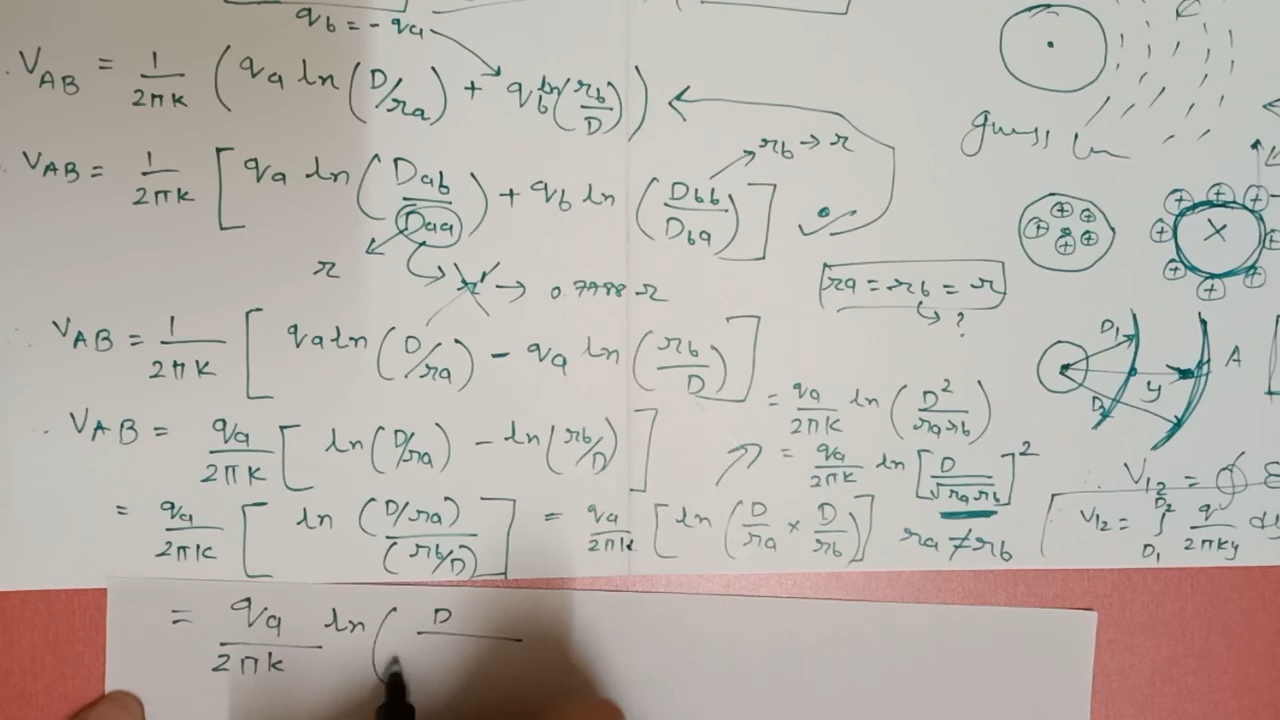 q_b = - q_a
V_AB = 1/2πk ( q_a ln (D/r_a) + q_b ln (r_b/D) )
guess
V_AB = 1/2πk [ q_a ln ( D_ab/D_aa ) + q_b ln ( D_bb/D_ba ) ]
r_b → r
r
r' → 0.7788 r
r_a = r_b = r
?
V_AB = 1/2πk [ q_a ln (D/r_a) - q_a ln ( r_b/D ) ]
D_1
y
A
= q_a/2πk ln ( D²/r_a r_b )
V_AB = q_a/2πk [ ln (D/r_a) - ln (r_b/D) ]
= q_a/2πk ln [ D/√r_a r_b ]²
V_12 = ∮ E
= q_a/2πk [ ln (D/r_a)/(r_b/D) ] = q_a/2πk [ ln ( D/r_a × D/r_b ) ]
r_a ≠ r_b
V_12 = ∫_D_1^D_2 q/2πky dy
= q_a/2πk ln ( D